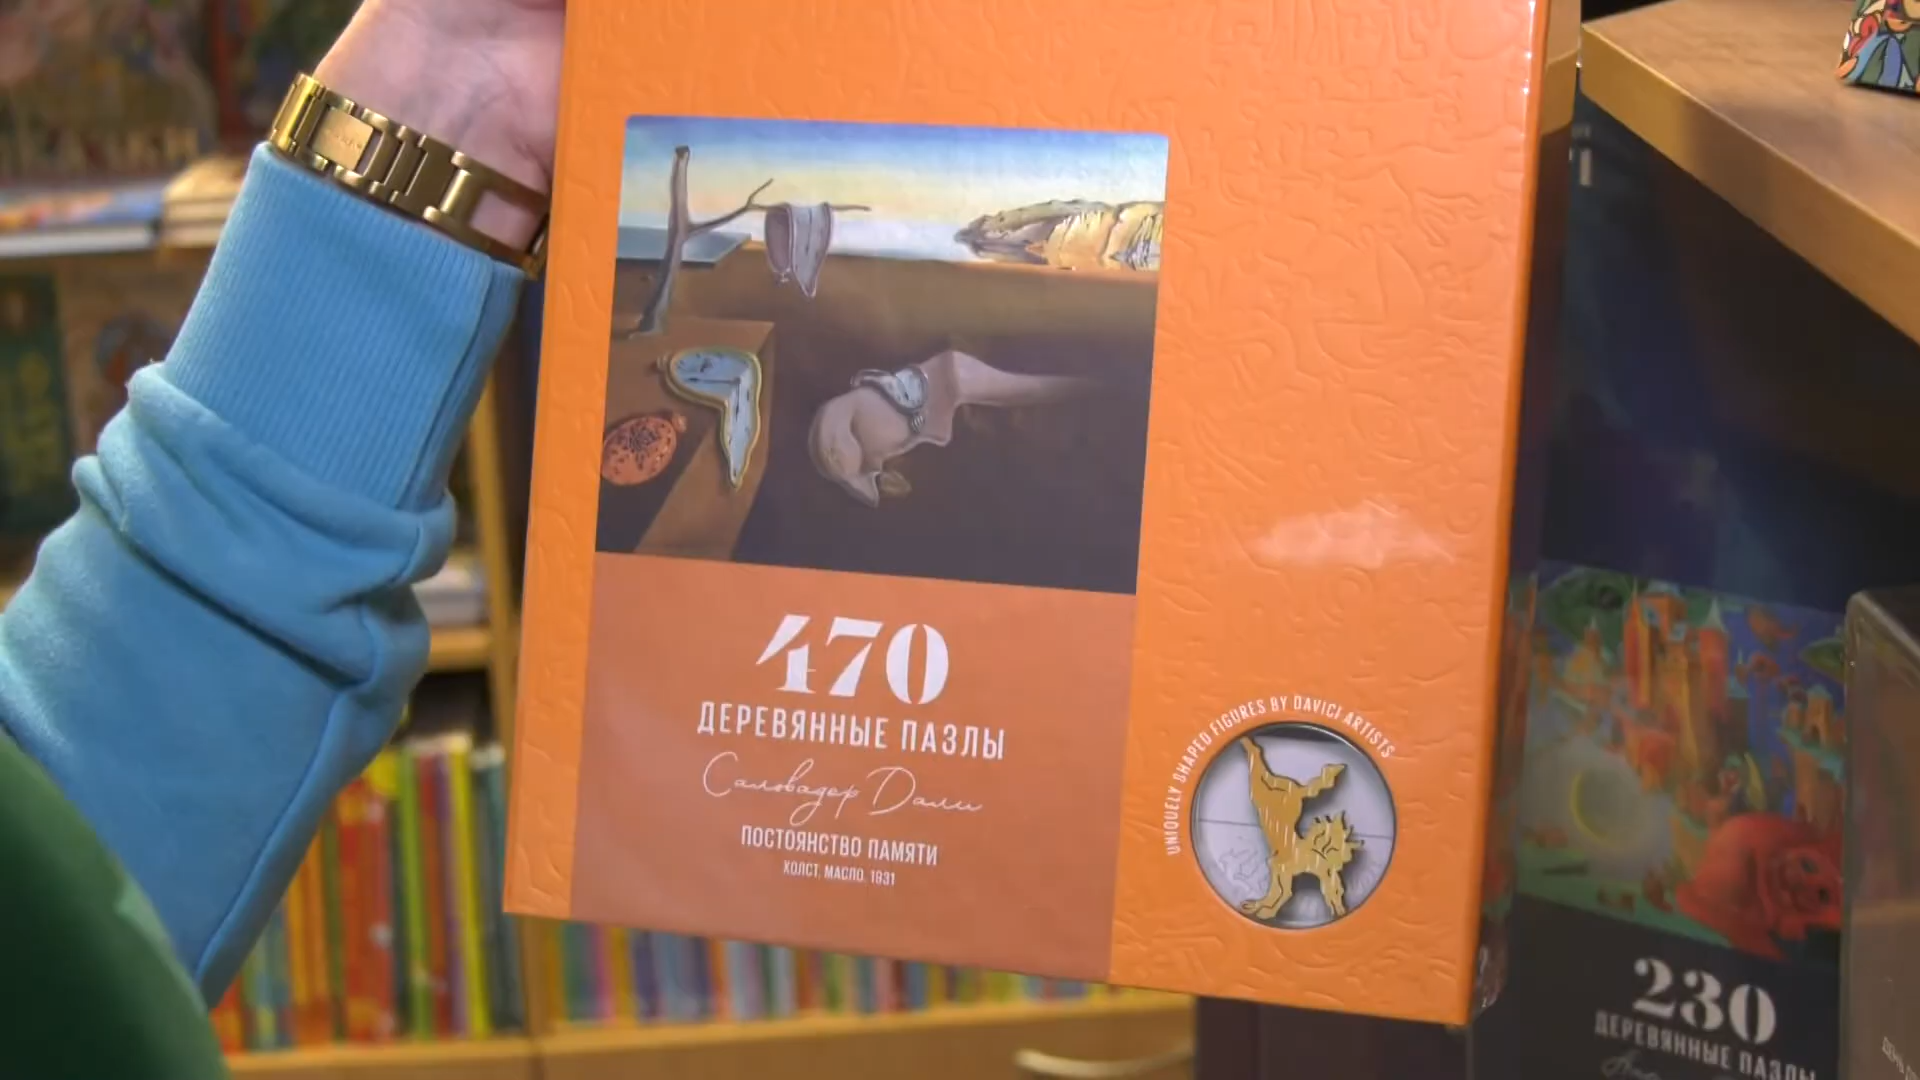 470
ДЕРЕВЯННЫЕ ПАЗЛЫ
Сальвадор Дали
ПОСТОЯНСТВО ПАМЯТИ
ХОЛСТ, МАСЛО, 1931
UNIQUELY SHAPED FIGURES BY DAVICI ARTISTS
230
ДЕРЕВЯННЫЕ ПАЗЛЫ